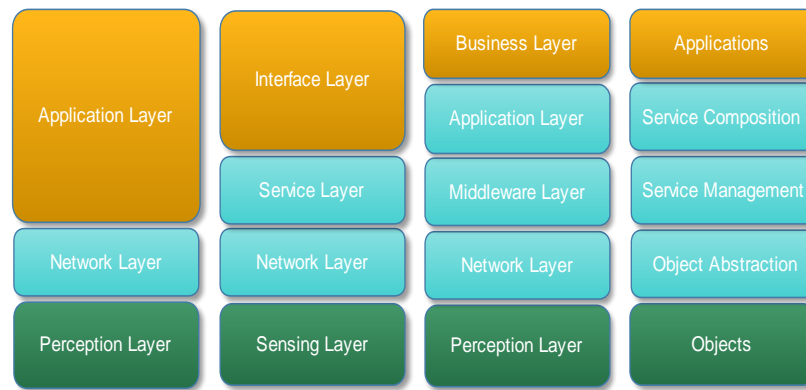 Application Layer
Network Layer
Perception Layer
Interface Layer
Service Layer
Network Layer
Sensing Layer
Business Layer
Application Layer
Middleware Layer
Network Layer
Perception Layer
Applications
Service Composition
Service Management
Object Abstraction
Objects